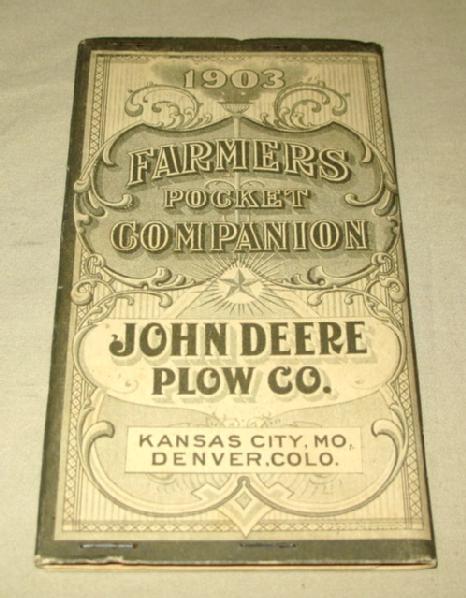 1903
FARMERS
POCKET
COMPANION
JOHN DEERE
PLOW CO.
KANSAS CITY, MO,
DENVER, COLO.